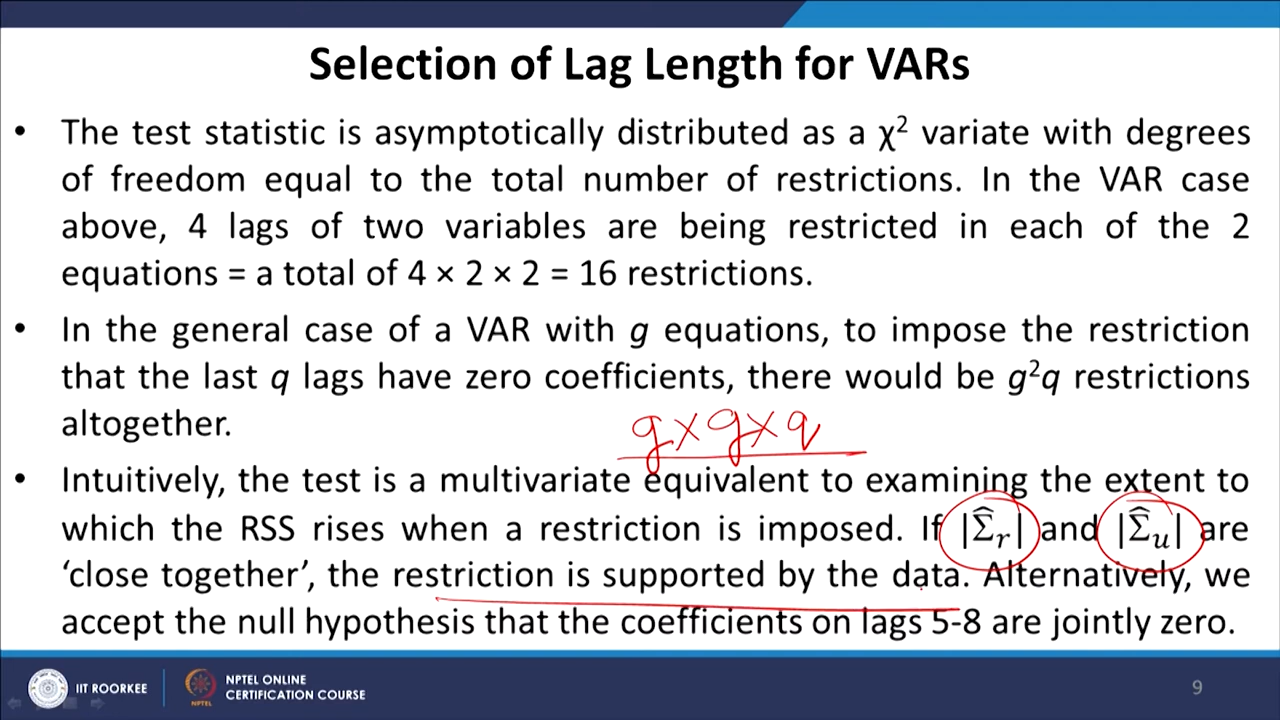 Selection of Lag Length for VARs
• The test statistic is asymptotically distributed as a χ² variate with degrees
of freedom equal to the total number of restrictions. In the VAR case
above, 4 lags of two variables are being restricted in each of the 2
equations = a total of 4 × 2 × 2 = 16 restrictions.
• In the general case of a VAR with g equations, to impose the restriction
that the last q lags have zero coefficients, there would be g²q restrictions
altogether.
g×g×q
• Intuitively, the test is a multivariate equivalent to examining the extent to
which the RSS rises when a restriction is imposed. If |Σ̂ᵣ| and |Σ̂ᵤ| are
‘close together’, the restriction is supported by the data. Alternatively, we
accept the null hypothesis that the coefficients on lags 5-8 are jointly zero.
IIT ROORKEE
NPTEL
NPTEL ONLINE
CERTIFICATION COURSE
9